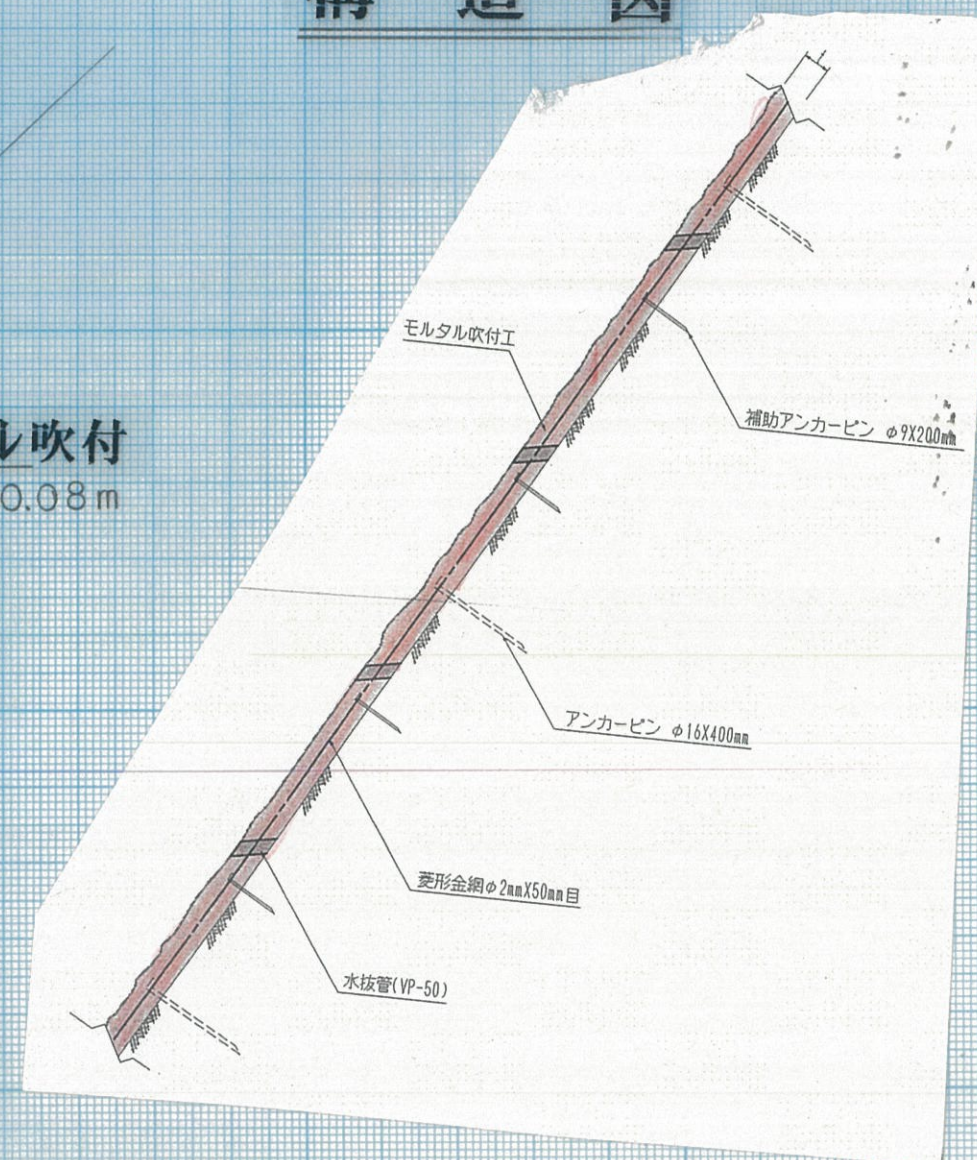 構造図
t
モルタル吹付工
補助アンカーピン φ9X200mm
ル吹付
0.08m
アンカーピン φ16X400mm
菱形金網φ2mmX50mm目
水抜管(VP-50)